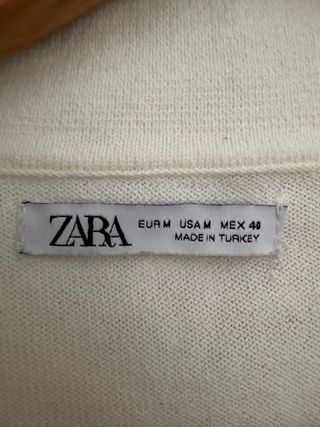 ZARA EUR M USA M MEX 40
MADE IN TURKEY